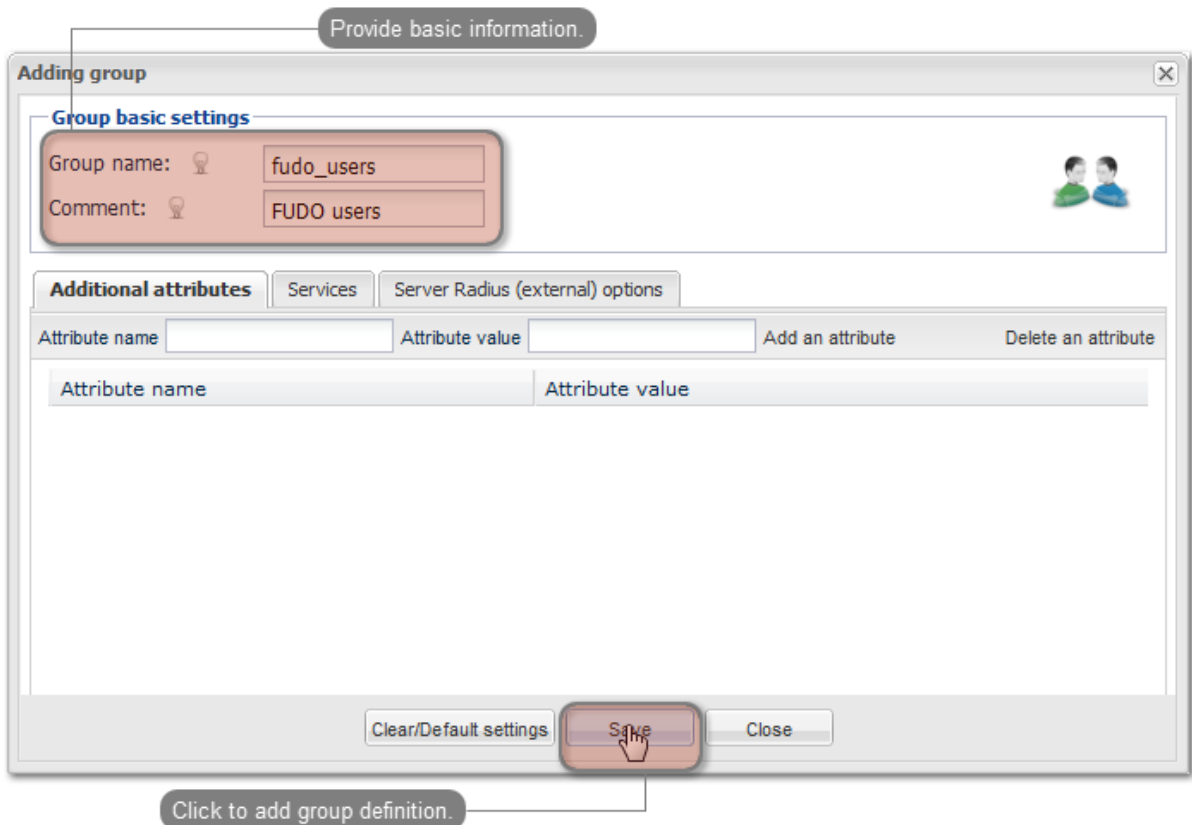 Provide basic information.
Adding group
Group basic settings
Group name: fudo_users
Comment: FUDO users
Additional attributes Services Server Radius (external) options
Attribute name Attribute value Add an attribute Delete an attribute
Attribute name Attribute value
Clear/Default settings Save Close
Click to add group definition.